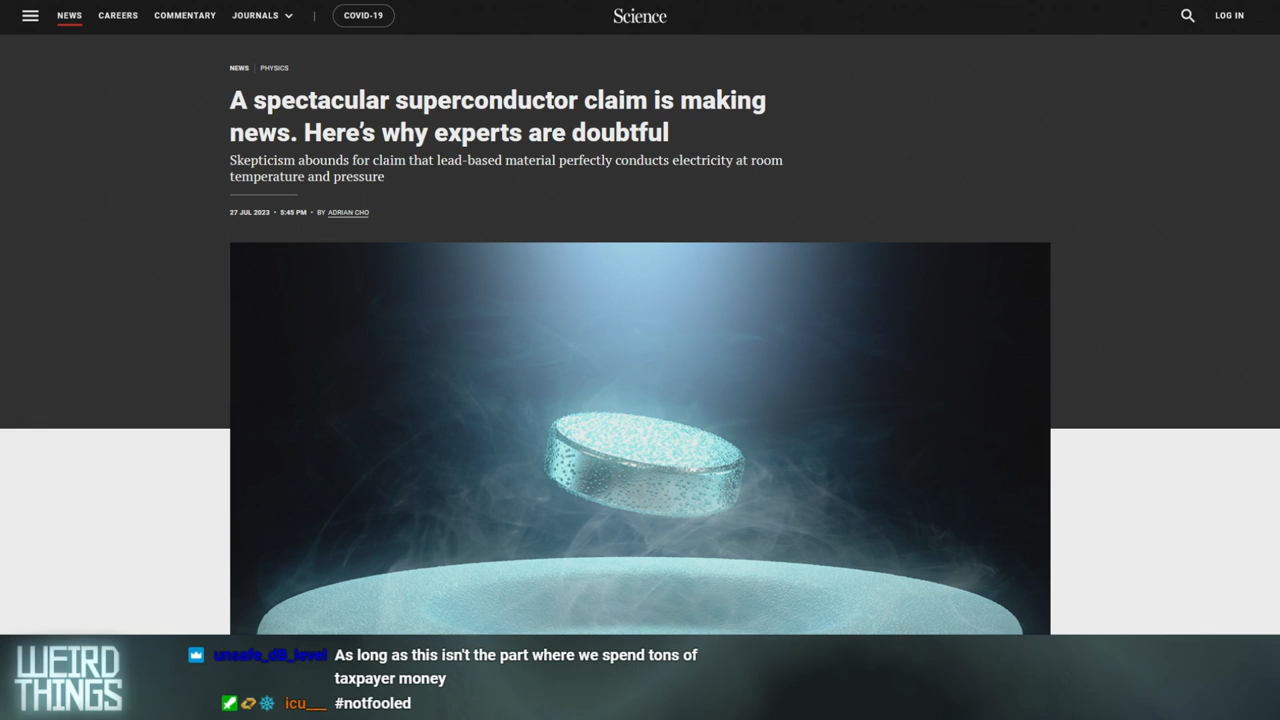 NEWS CAREERS COMMENTARY JOURNALS | COVID-19 Science LOG IN
NEWS | PHYSICS
A spectacular superconductor claim is making
news. Here’s why experts are doubtful
Skepticism abounds for claim that lead-based material perfectly conducts electricity at room
temperature and pressure
27 JUL 2023 • 5:45 PM • BY ADRIAN CHO
WEIRD
THINGS
unsafe_dB_level As long as this isn't the part where we spend tons of
taxpayer money
icu___ #notfooled